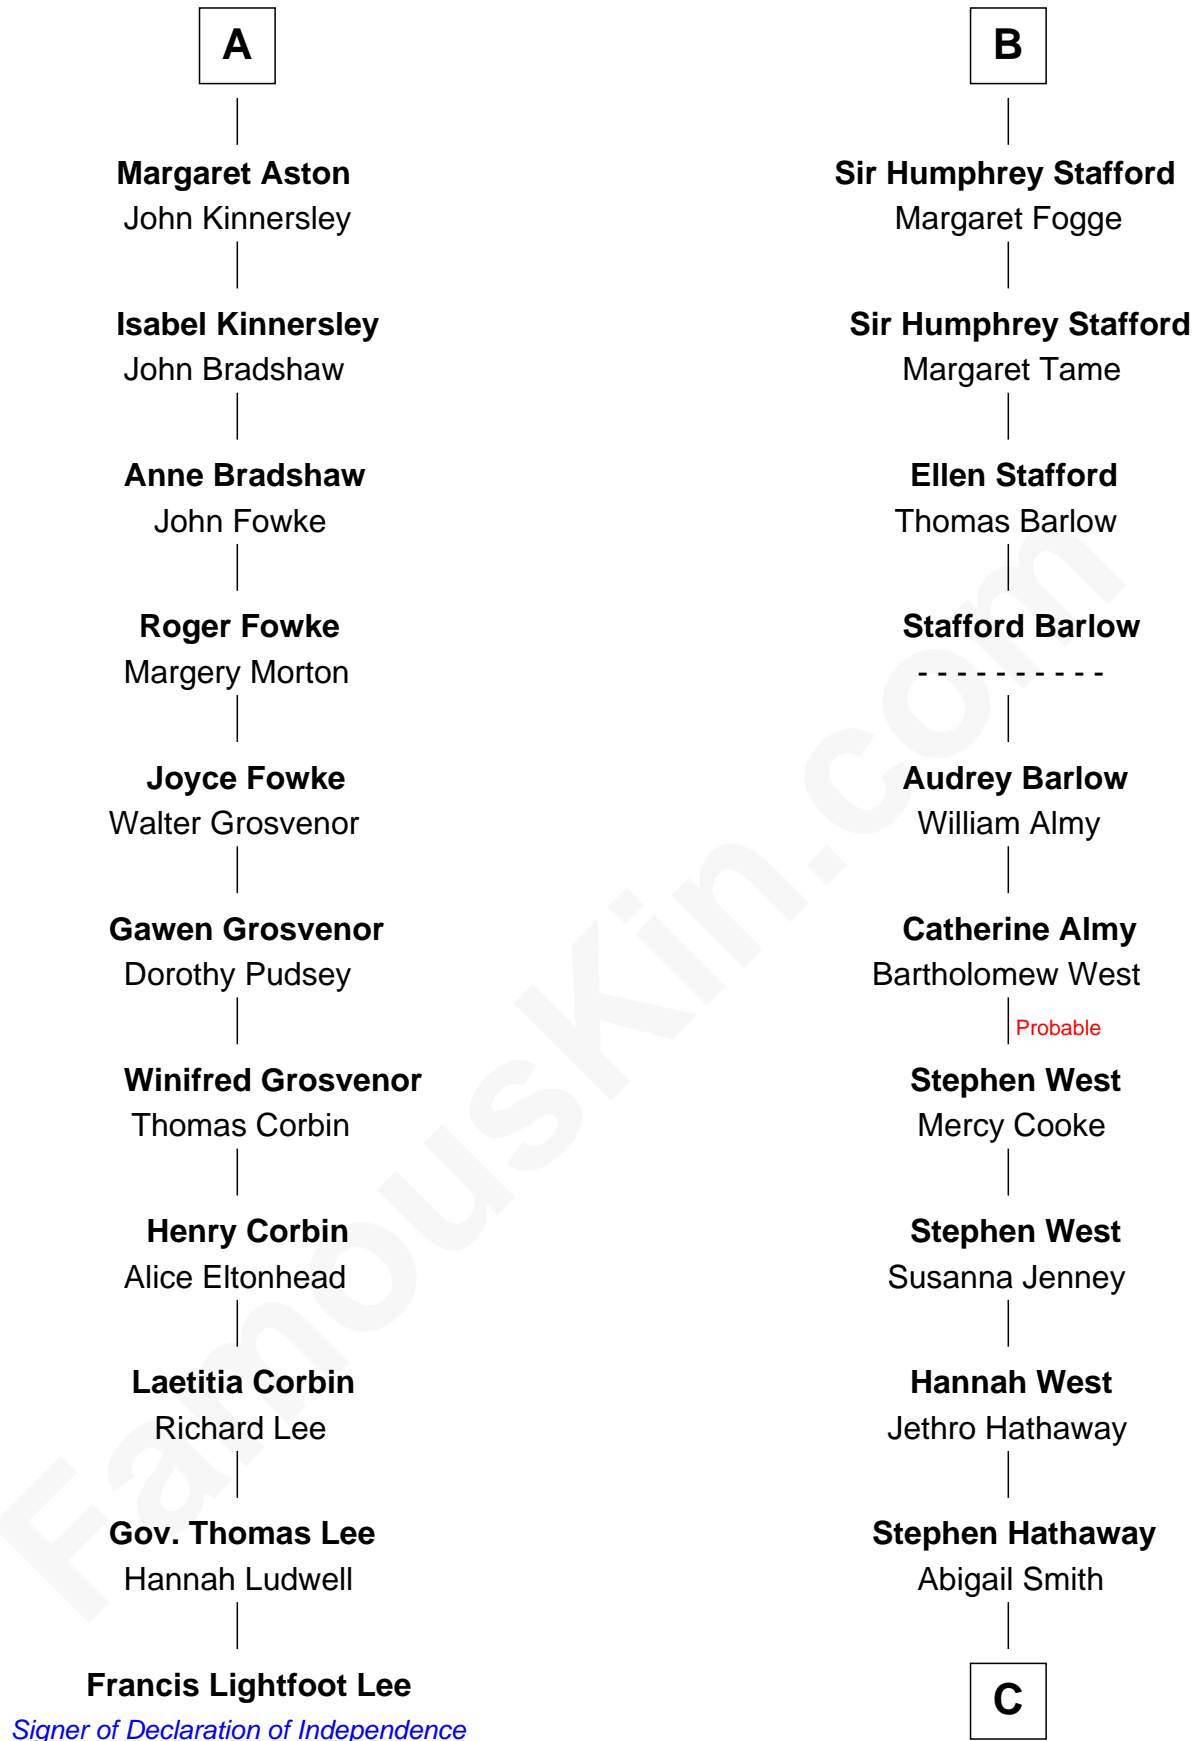 A
Margaret Aston
John Kinnersley
Isabel Kinnersley
John Bradshaw
Anne Bradshaw
John Fowke
Roger Fowke
Margery Morton
Joyce Fowke
Walter Grosvenor
Gawen Grosvenor
Dorothy Pudsey
Winifred Grosvenor
Thomas Corbin
Henry Corbin
Alice Eltonhead
Laetitia Corbin
Richard Lee
Gov. Thomas Lee
Hannah Ludwell
Francis Lightfoot Lee
Signer of Declaration of Independence
B
Sir Humphrey Stafford
Margaret Fogge
Sir Humphrey Stafford
Margaret Tame
Ellen Stafford
Thomas Barlow
Stafford Barlow
- - - - - - - - - -
Audrey Barlow
William Almy
Catherine Almy
Bartholomew West
Probable
Stephen West
Mercy Cooke
Stephen West
Susanna Jenney
Hannah West
Jethro Hathaway
Stephen Hathaway
Abigail Smith
C
FamousKin.com